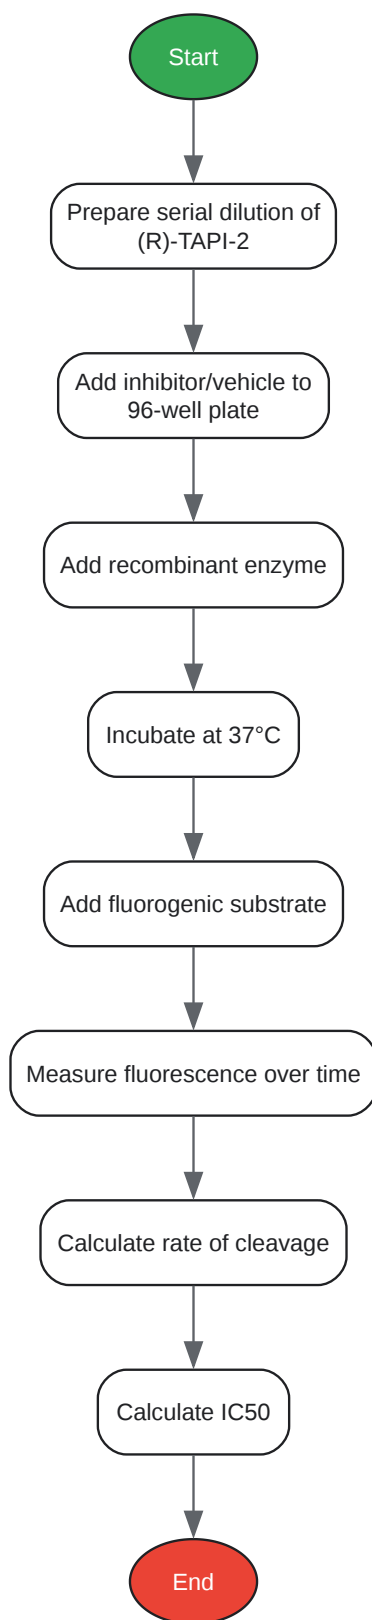 Start
Prepare serial dilution of
(R)-TAPI-2
Add inhibitor/vehicle to
96-well plate
Add recombinant enzyme
Incubate at 37°C
Add fluorogenic substrate
Measure fluorescence over time
Calculate rate of cleavage
Calculate IC50
End